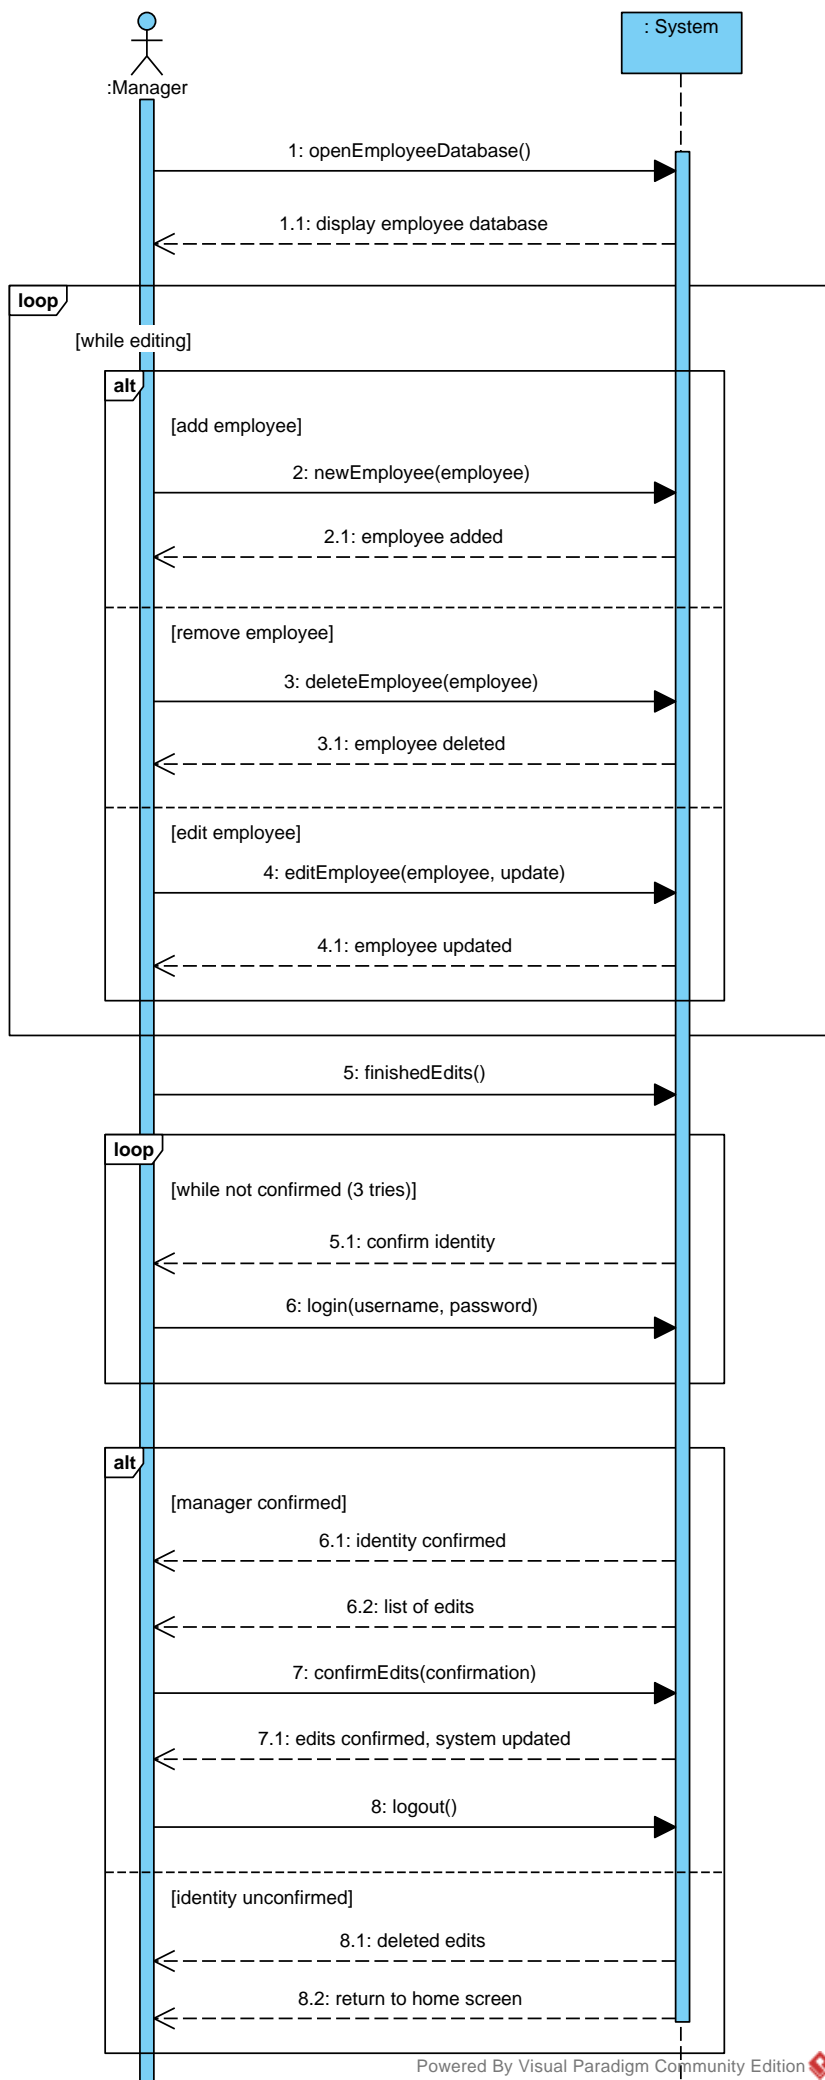 :Manager
: System
1: openEmployeeDatabase()
1.1: display employee database
loop
[while editing]
alt
[add employee]
2: newEmployee(employee)
2.1: employee added
[remove employee]
3: deleteEmployee(employee)
3.1: employee deleted
[edit employee]
4: editEmployee(employee, update)
4.1: employee updated
5: finishedEdits()
loop
[while not confirmed (3 tries)]
5.1: confirm identity
6: login(username, password)
alt
[manager confirmed]
6.1: identity confirmed
6.2: list of edits
7: confirmEdits(confirmation)
7.1: edits confirmed, system updated
8: logout()
[identity unconfirmed]
8.1: deleted edits
8.2: return to home screen
Powered By Visual Paradigm Community Edition